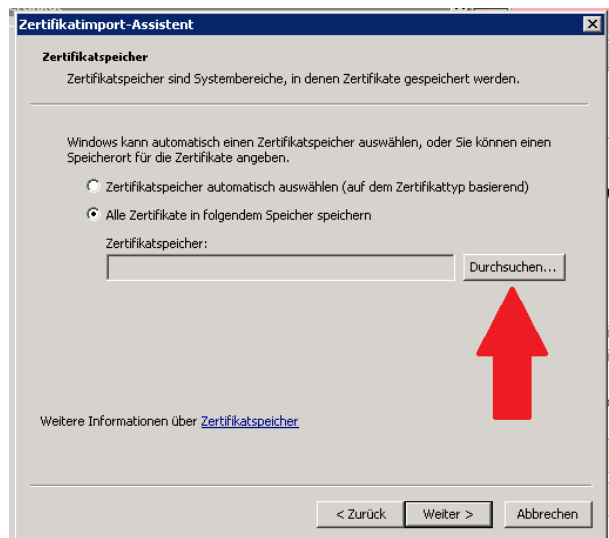 Zertifikatimport-Assistent
Zertifikatspeicher
Zertifikatspeicher sind Systembereiche, in denen Zertifikate gespeichert werden.
Windows kann automatisch einen Zertifikatspeicher auswählen, oder Sie können einen
Speicherort für die Zertifikate angeben.
Zertifikatspeicher automatisch auswählen (auf dem Zertifikattyp basierend)
Alle Zertifikate in folgendem Speicher speichern
Zertifikatspeicher:
Durchsuchen...
Weitere Informationen über Zertifikatspeicher
< Zurück
Weiter >
Abbrechen